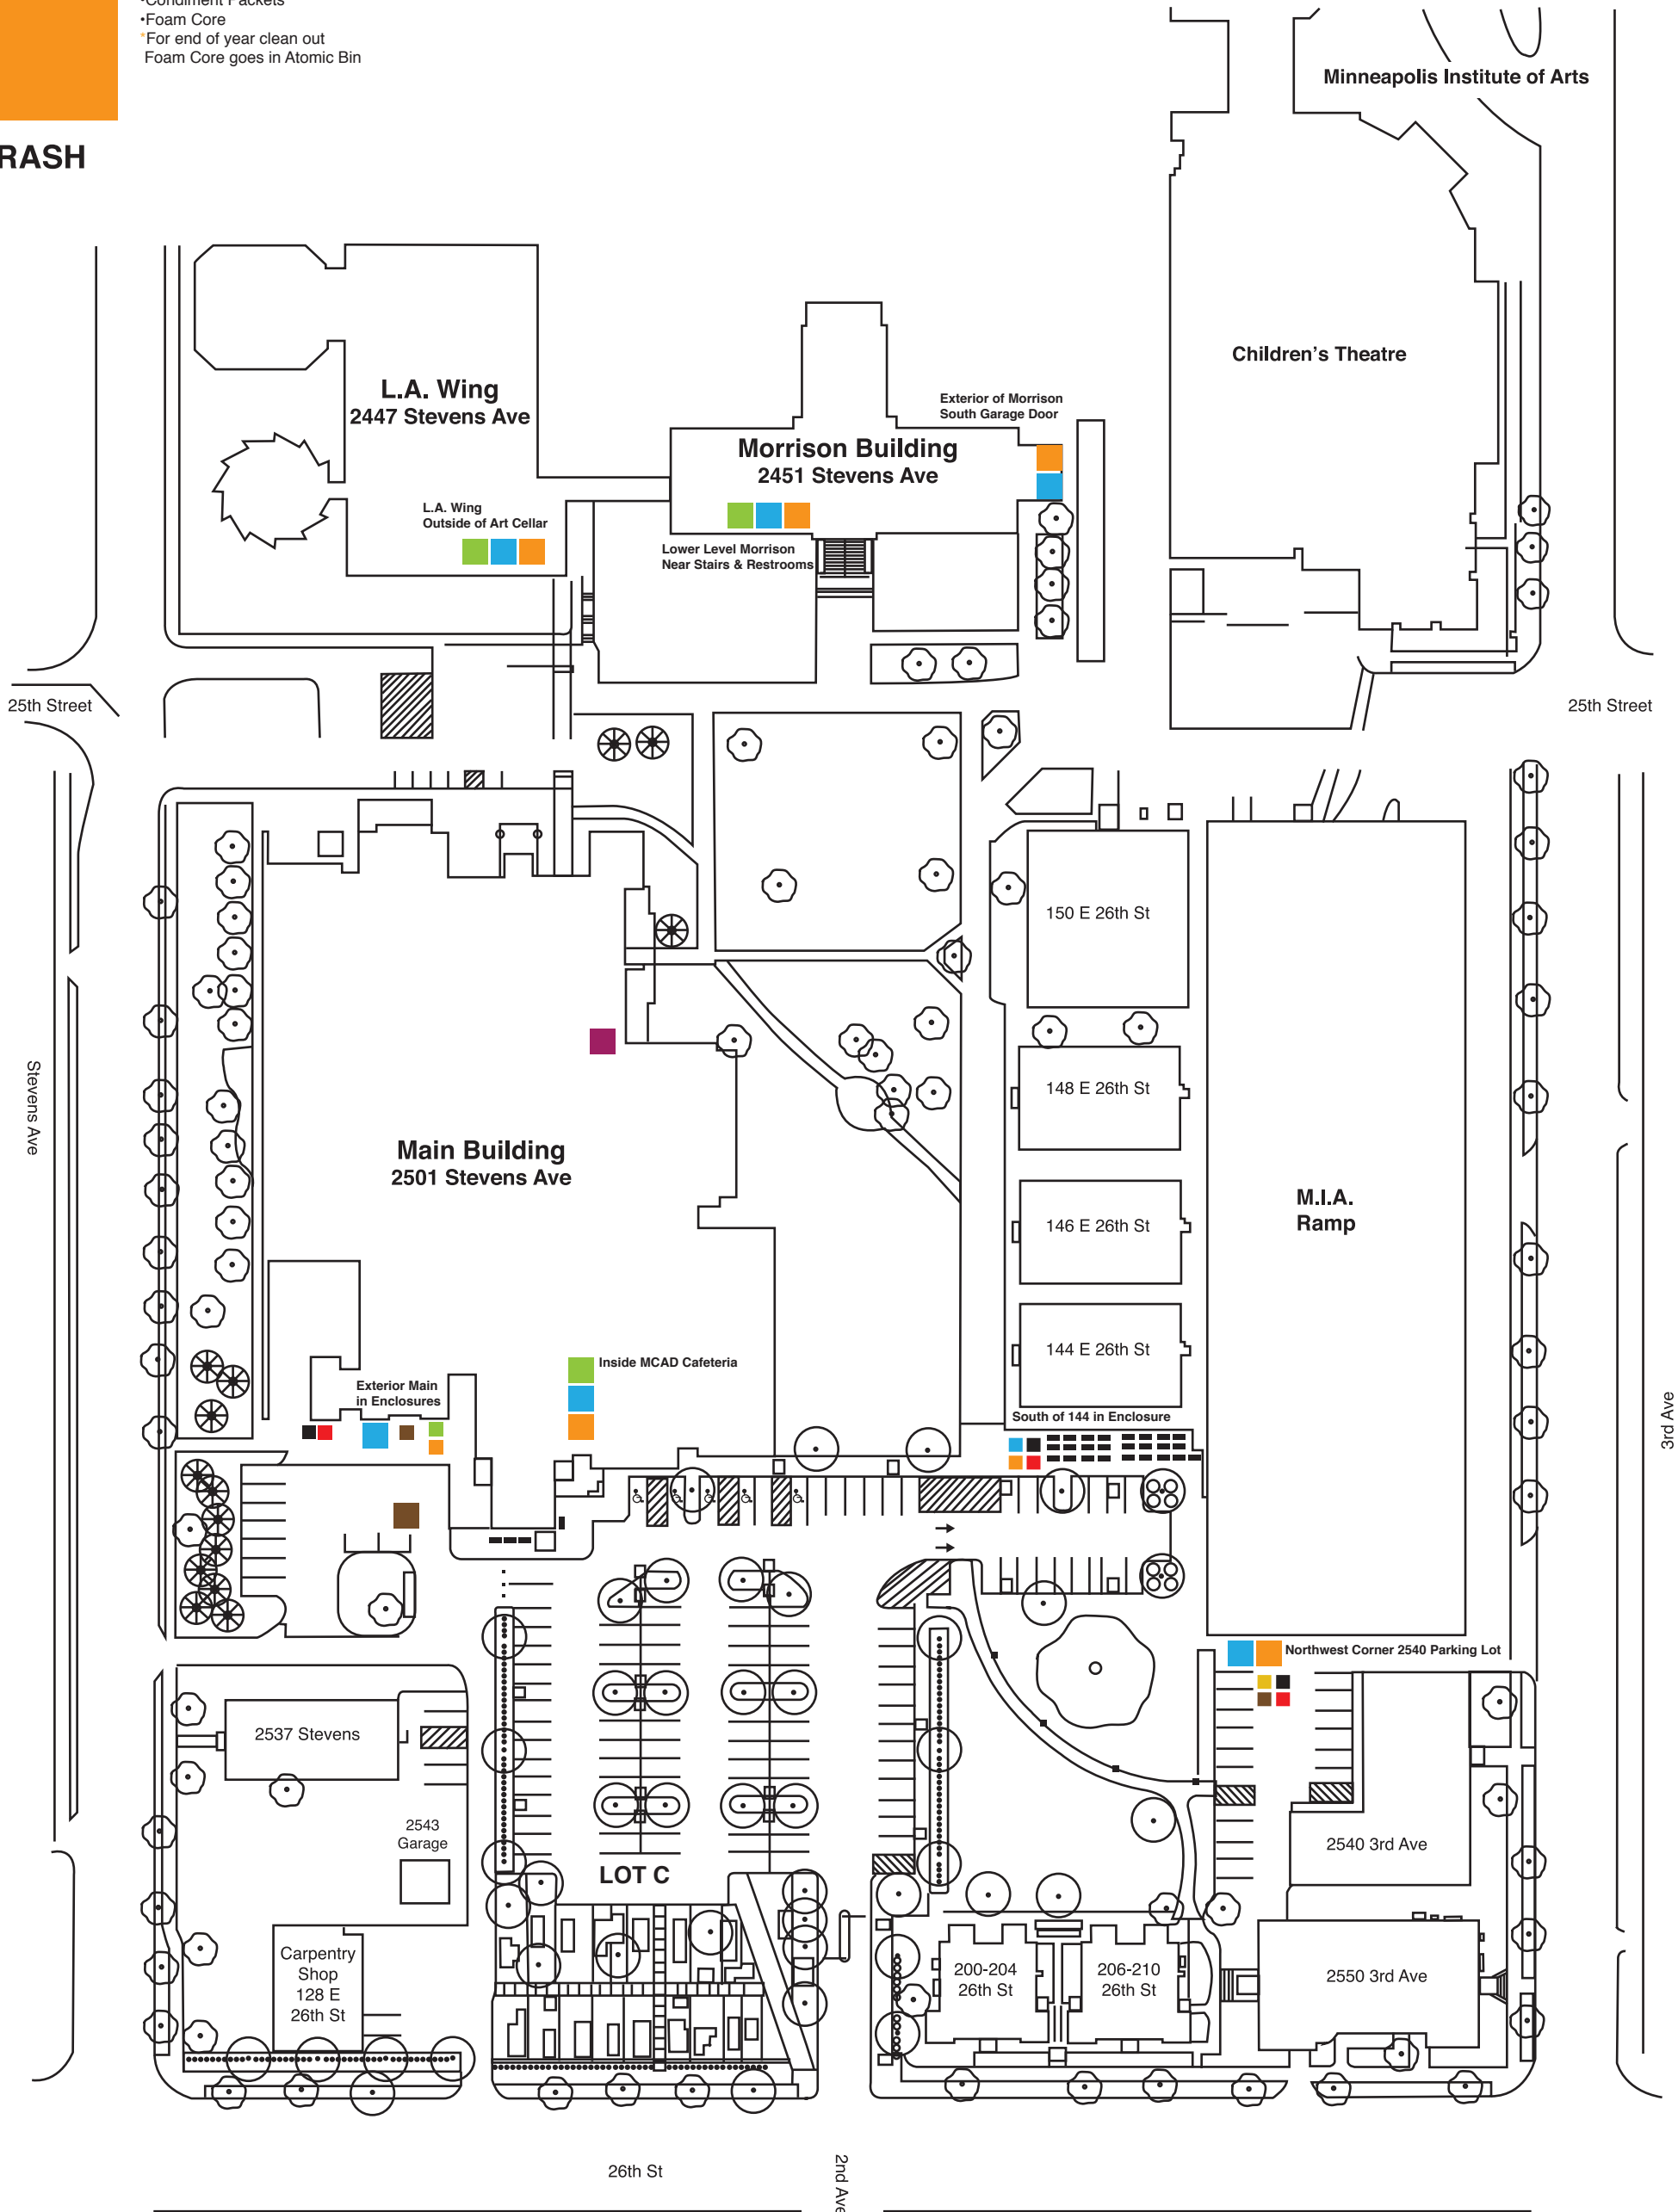 •Condiment Packets
•Foam Core
*For end of year clean out
Foam Core goes in Atomic Bin
RASH
Minneapolis Institute of Arts
Children's Theatre
L.A. Wing
2447 Stevens Ave
Exterior of Morrison
South Garage Door
Morrison Building
2451 Stevens Ave
L.A. Wing
Outside of Art Cellar
Lower Level Morrison
Near Stairs & Restrooms
25th Street
25th Street
150 E 26th St
148 E 26th St
Stevens Ave
Main Building
2501 Stevens Ave
146 E 26th St
M.I.A.
Ramp
144 E 26th St
Inside MCAD Cafeteria
Exterior Main
in Enclosures
South of 144 in Enclosure
3rd Ave
Northwest Corner 2540 Parking Lot
2537 Stevens
2543
Garage
2540 3rd Ave
LOT C
Carpentry
Shop
128 E
26th St
200-204
26th St
206-210
26th St
2550 3rd Ave
26th St
2nd Ave